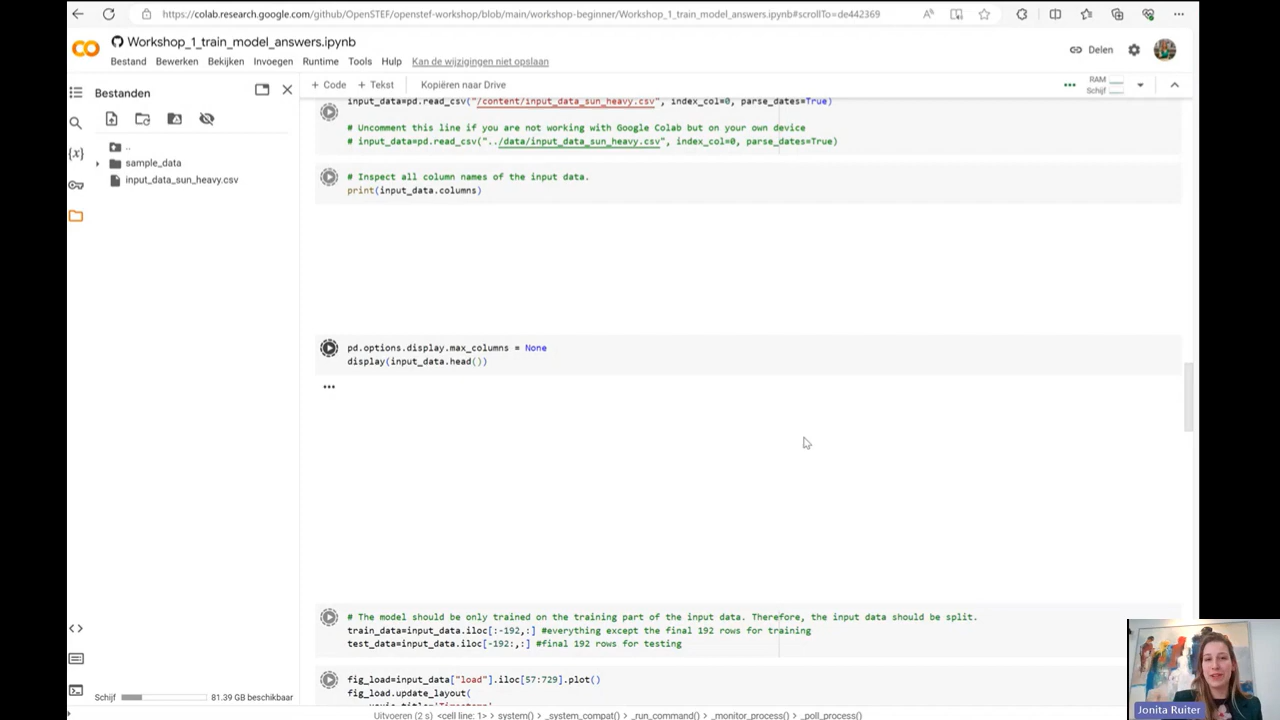 https://colab.research.google.com/github/OpenSTEF/openstef-workshop/blob/main/workshop-beginner/Workshop_1_train_model_answers.ipynb#scrollTo=de442369
Workshop_1_train_model_answers.ipynb
Bestand Bewerken Bekijken Invoegen Runtime Tools Hulp Kan de wijzigingen niet opslaan
Delen
Bestanden
+ Code + Tekst Kopiëren naar Drive
RAM
Schijf
..
sample_data
input_data_sun_heavy.csv
input_data=pd.read_csv("/content/input_data_sun_heavy.csv", index_col=0, parse_dates=True)
# Uncomment this line if you are not working with Google Colab but on your own device
# input_data=pd.read_csv("../data/input_data_sun_heavy.csv", index_col=0, parse_dates=True)
# Inspect all column names of the input data.
print(input_data.columns)
pd.options.display.max_columns = None
display(input_data.head())
...
# The model should be only trained on the training part of the input data. Therefore, the input data should be split.
train_data=input_data.iloc[:-192,:] #everything except the final 192 rows for training
test_data=input_data.iloc[-192:,:] #final 192 rows for testing
fig_load=input_data["load"].iloc[57:729].plot()
fig_load.update_layout(
Schijf 81.39 GB beschikbaar
Uitvoeren (2 s) <cell line: 1> > system() > _system_compat() > _run_command() > _monitor_process() > _poll_process()
Jonita Ruiter